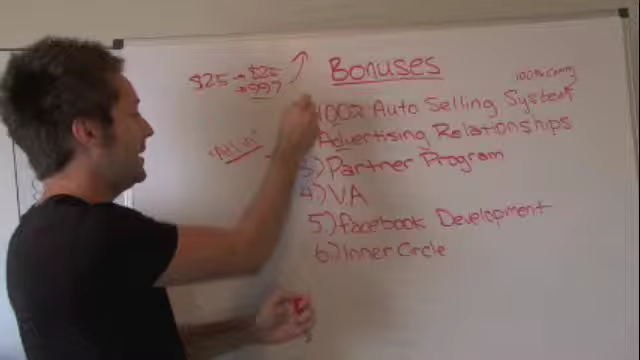 $25 → $25
→ 997
Bonuses
100% Comm
"All in"
100% Auto Selling System
Advertising Relationships
3) Partner Program
4) V.A
5.) Facebook Development
6.) Inner Circle